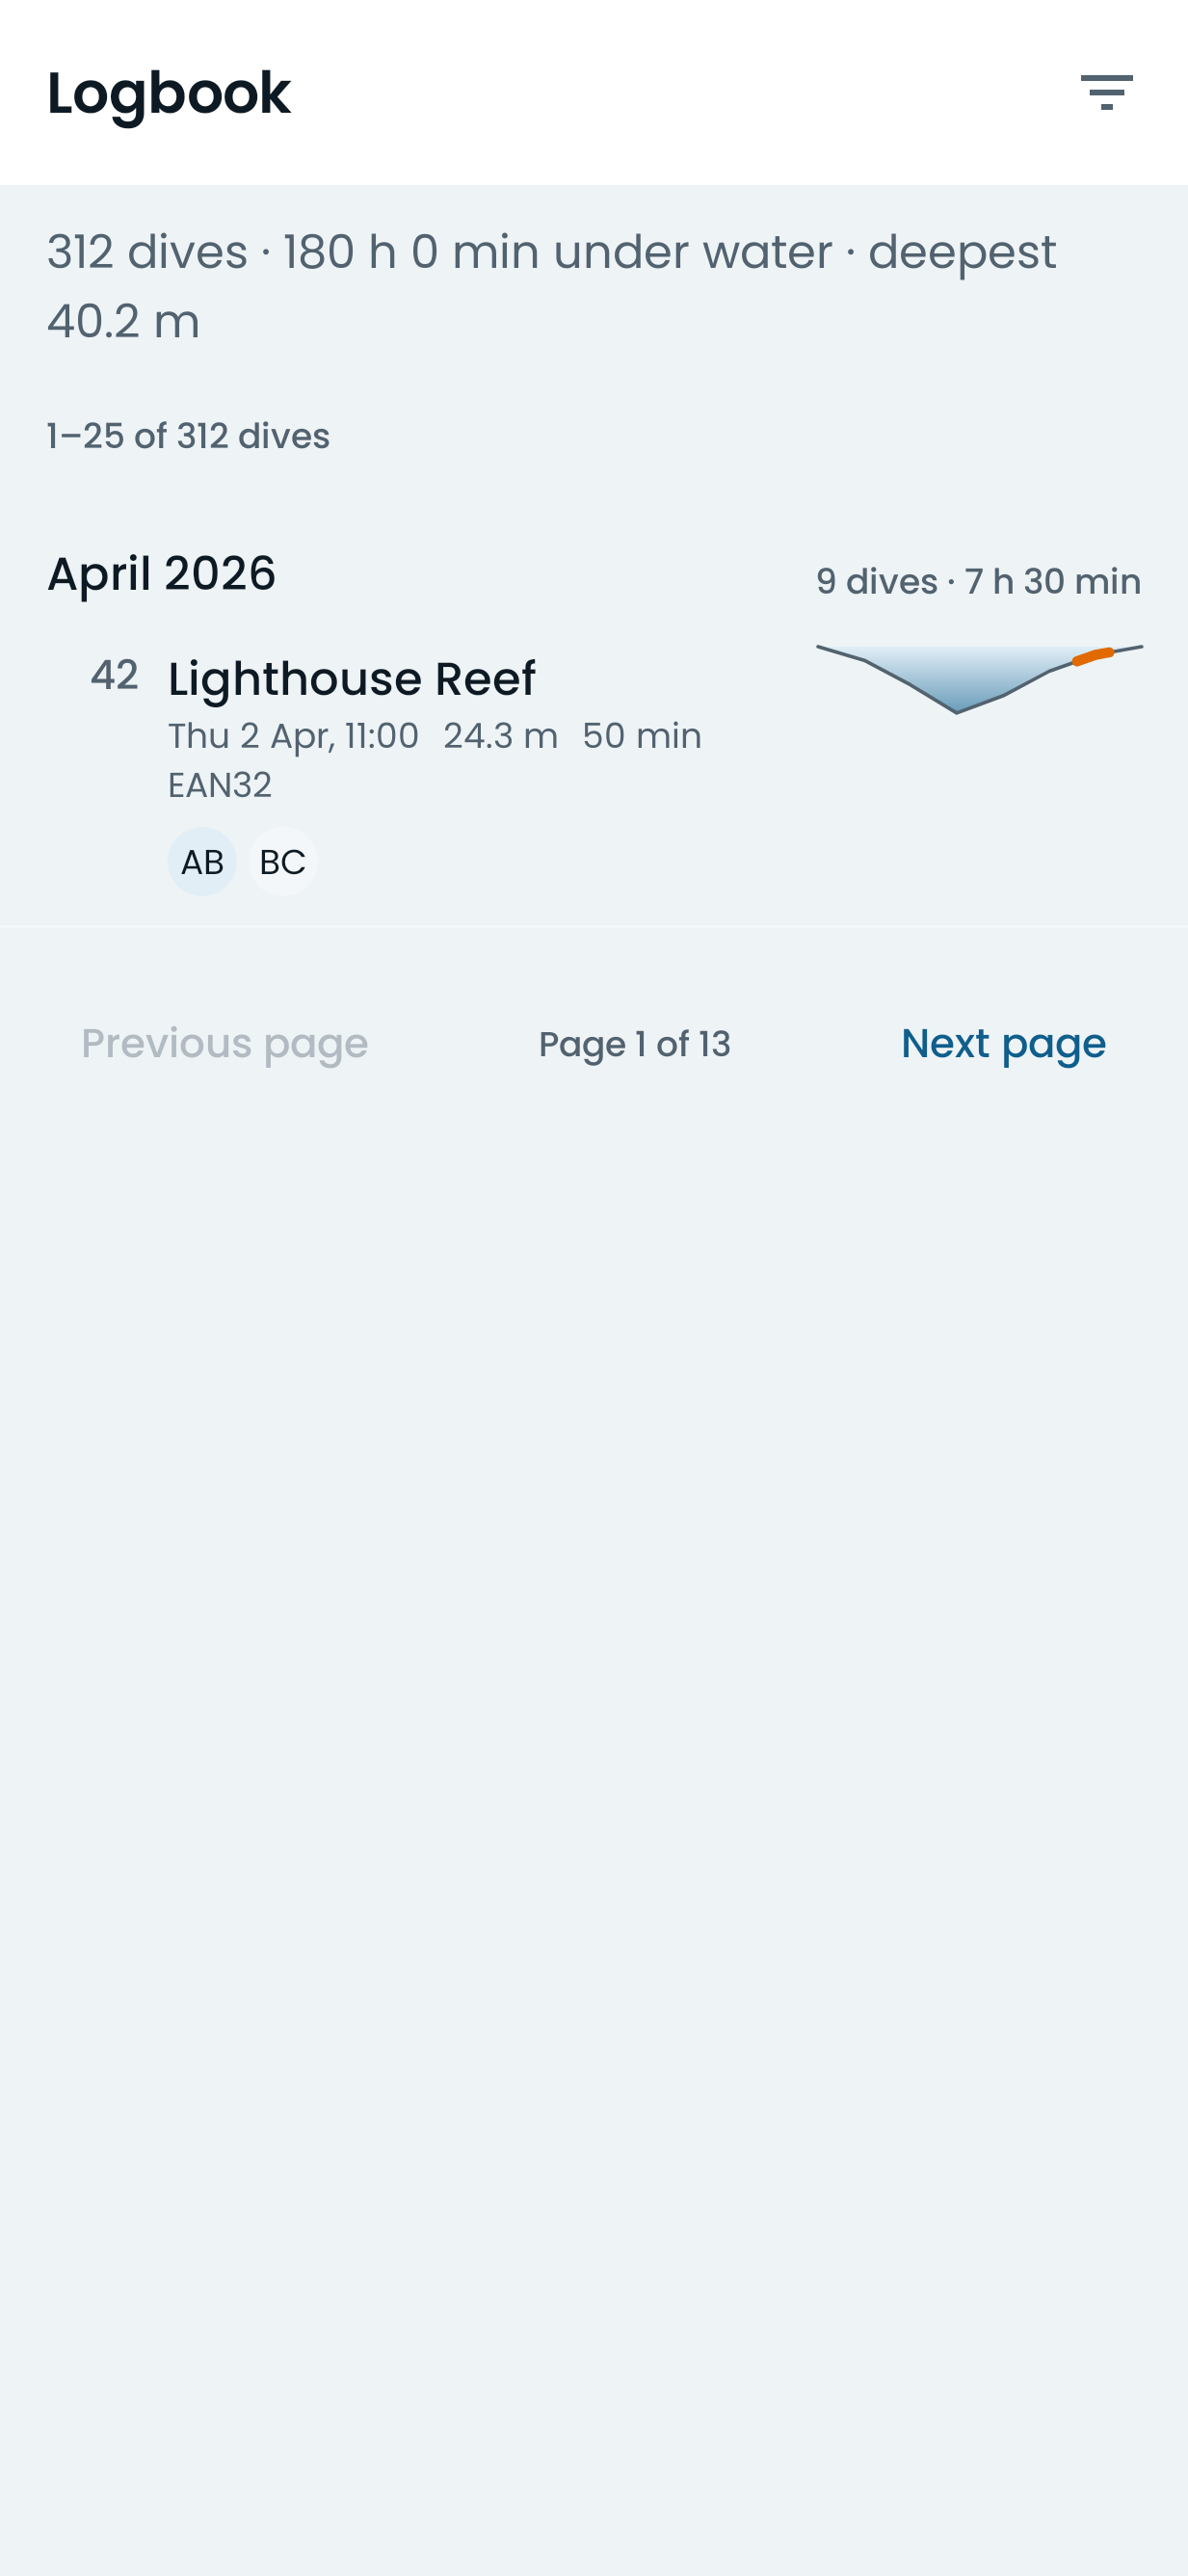 Logbook
312 dives · 180 h 0 min under water · deepest
40.2 m
1–25 of 312 dives
April 2026
9 dives · 7 h 30 min
42
Lighthouse Reef
Thu 2 Apr, 11:00 24.3 m 50 min
EAN32
AB BC
Previous page
Page 1 of 13
Next page